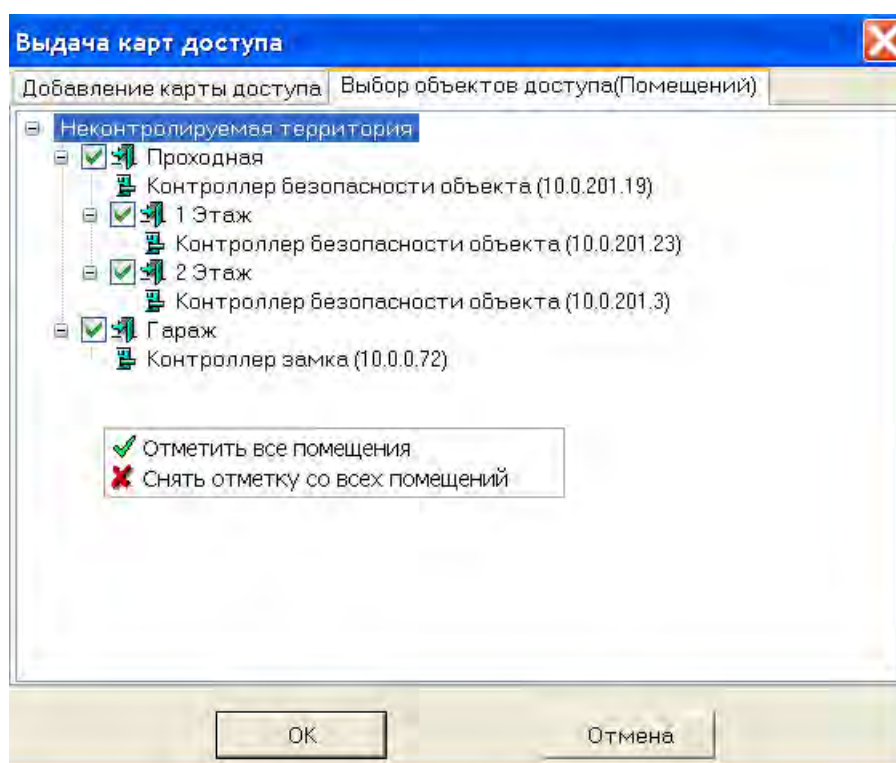 Выдача карт доступа
Добавление карты доступа Выбор объектов доступа(Помещений)
Неконтролируемая территория
Проходная
Контроллер безопасности объекта (10.0.201.19)
1 Этаж
Контроллер безопасности объекта (10.0.201.23)
2 Этаж
Контроллер безопасности объекта (10.0.201.3)
Гараж
Контроллер замка (10.0.0.72)
Отметить все помещения
Снять отметку со всех помещений
ОК Отмена